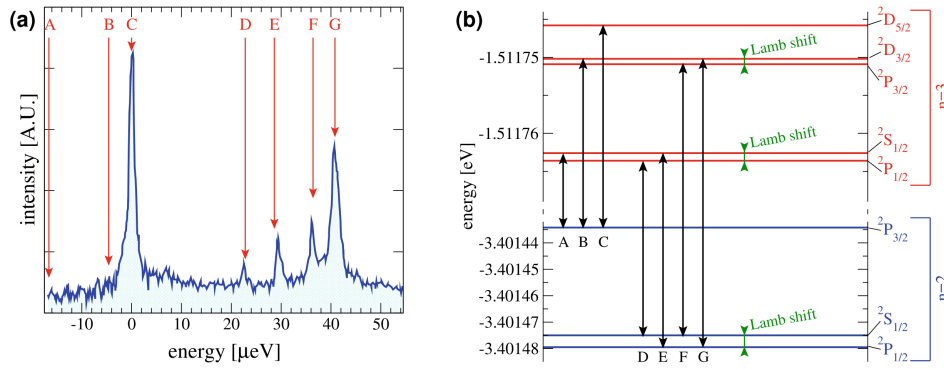 (a)
A B C D E F G
intensity [A.U.]
-10 0 10 20 30 40 50
energy [μeV]
(b)
energy [eV]
-1.51175
-1.51176
-3.40144
-3.40145
-3.40146
-3.40147
-3.40148
Lamb shift
Lamb shift
Lamb shift
A B C
D E F G
²D5/2
²D3/2
²P3/2
²S1/2
²P1/2
n=3
²P3/2
²S1/2
²P1/2
n=2